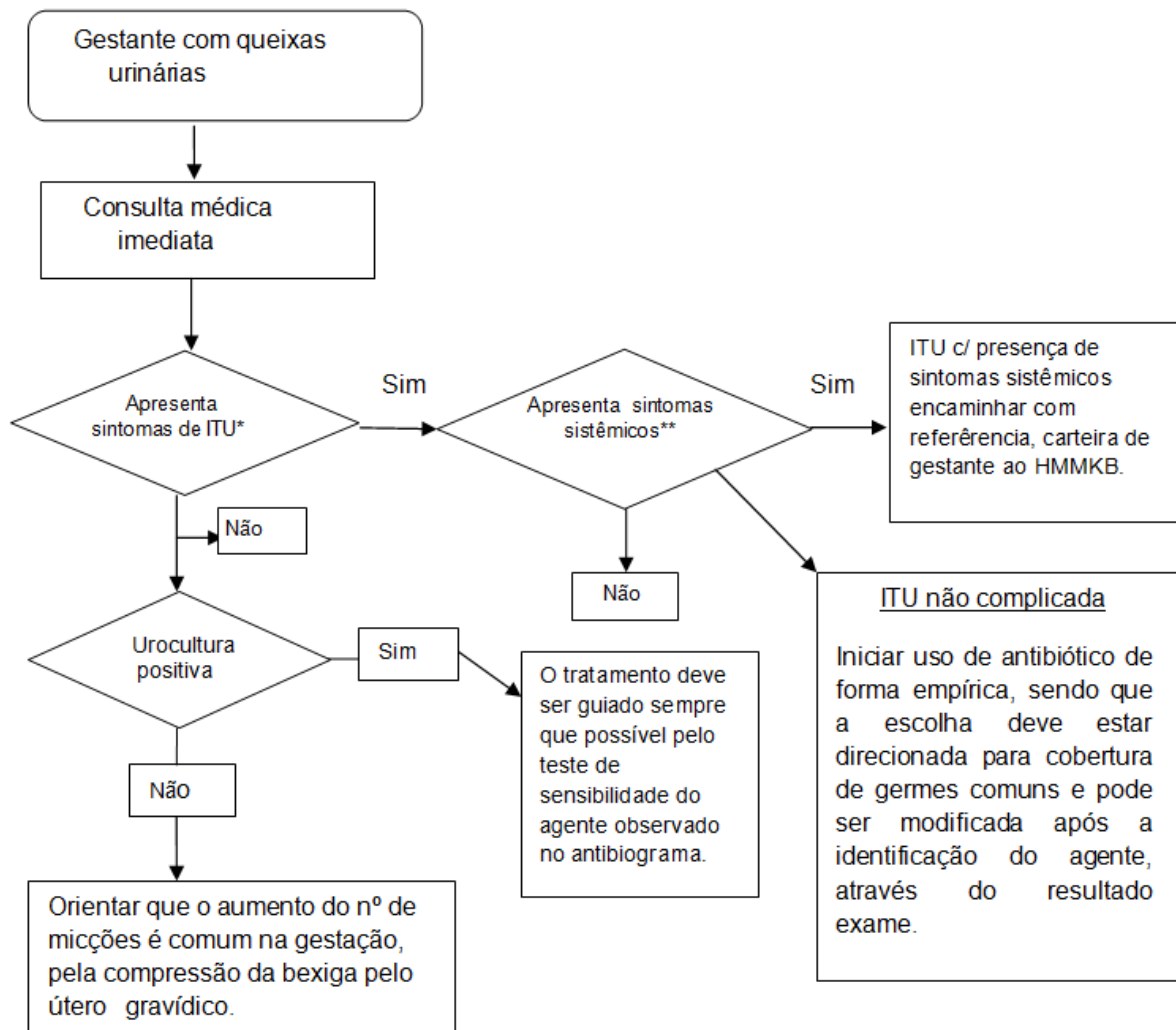 Gestante com queixas
urinárias
Consulta médica
imediata
Apresenta
sintomas de ITU*
Sim
Apresenta sintomas
sistêmicos**
Sim
ITU c/ presença de
sintomas sistêmicos
encaminhar com
referêrencia, carteira de
gestante ao HMMKB.
Não
Não
ITU não complicada
Iniciar uso de antibiótico de
forma empírica, sendo que
a escolha deve estar
direcionada para cobertura
de germes comuns e pode
ser modificada após a
identificação do agente,
através do resultado
exame.
Urocultura
positiva
Sim
O tratamento deve
ser guiado sempre
que possível pelo
teste de
sensibilidade do
agente observado
no antibiograma.
Não
Orientar que o aumento do nº de
micções é comum na gestação,
pela compressão da bexiga pelo
útero gravídico.